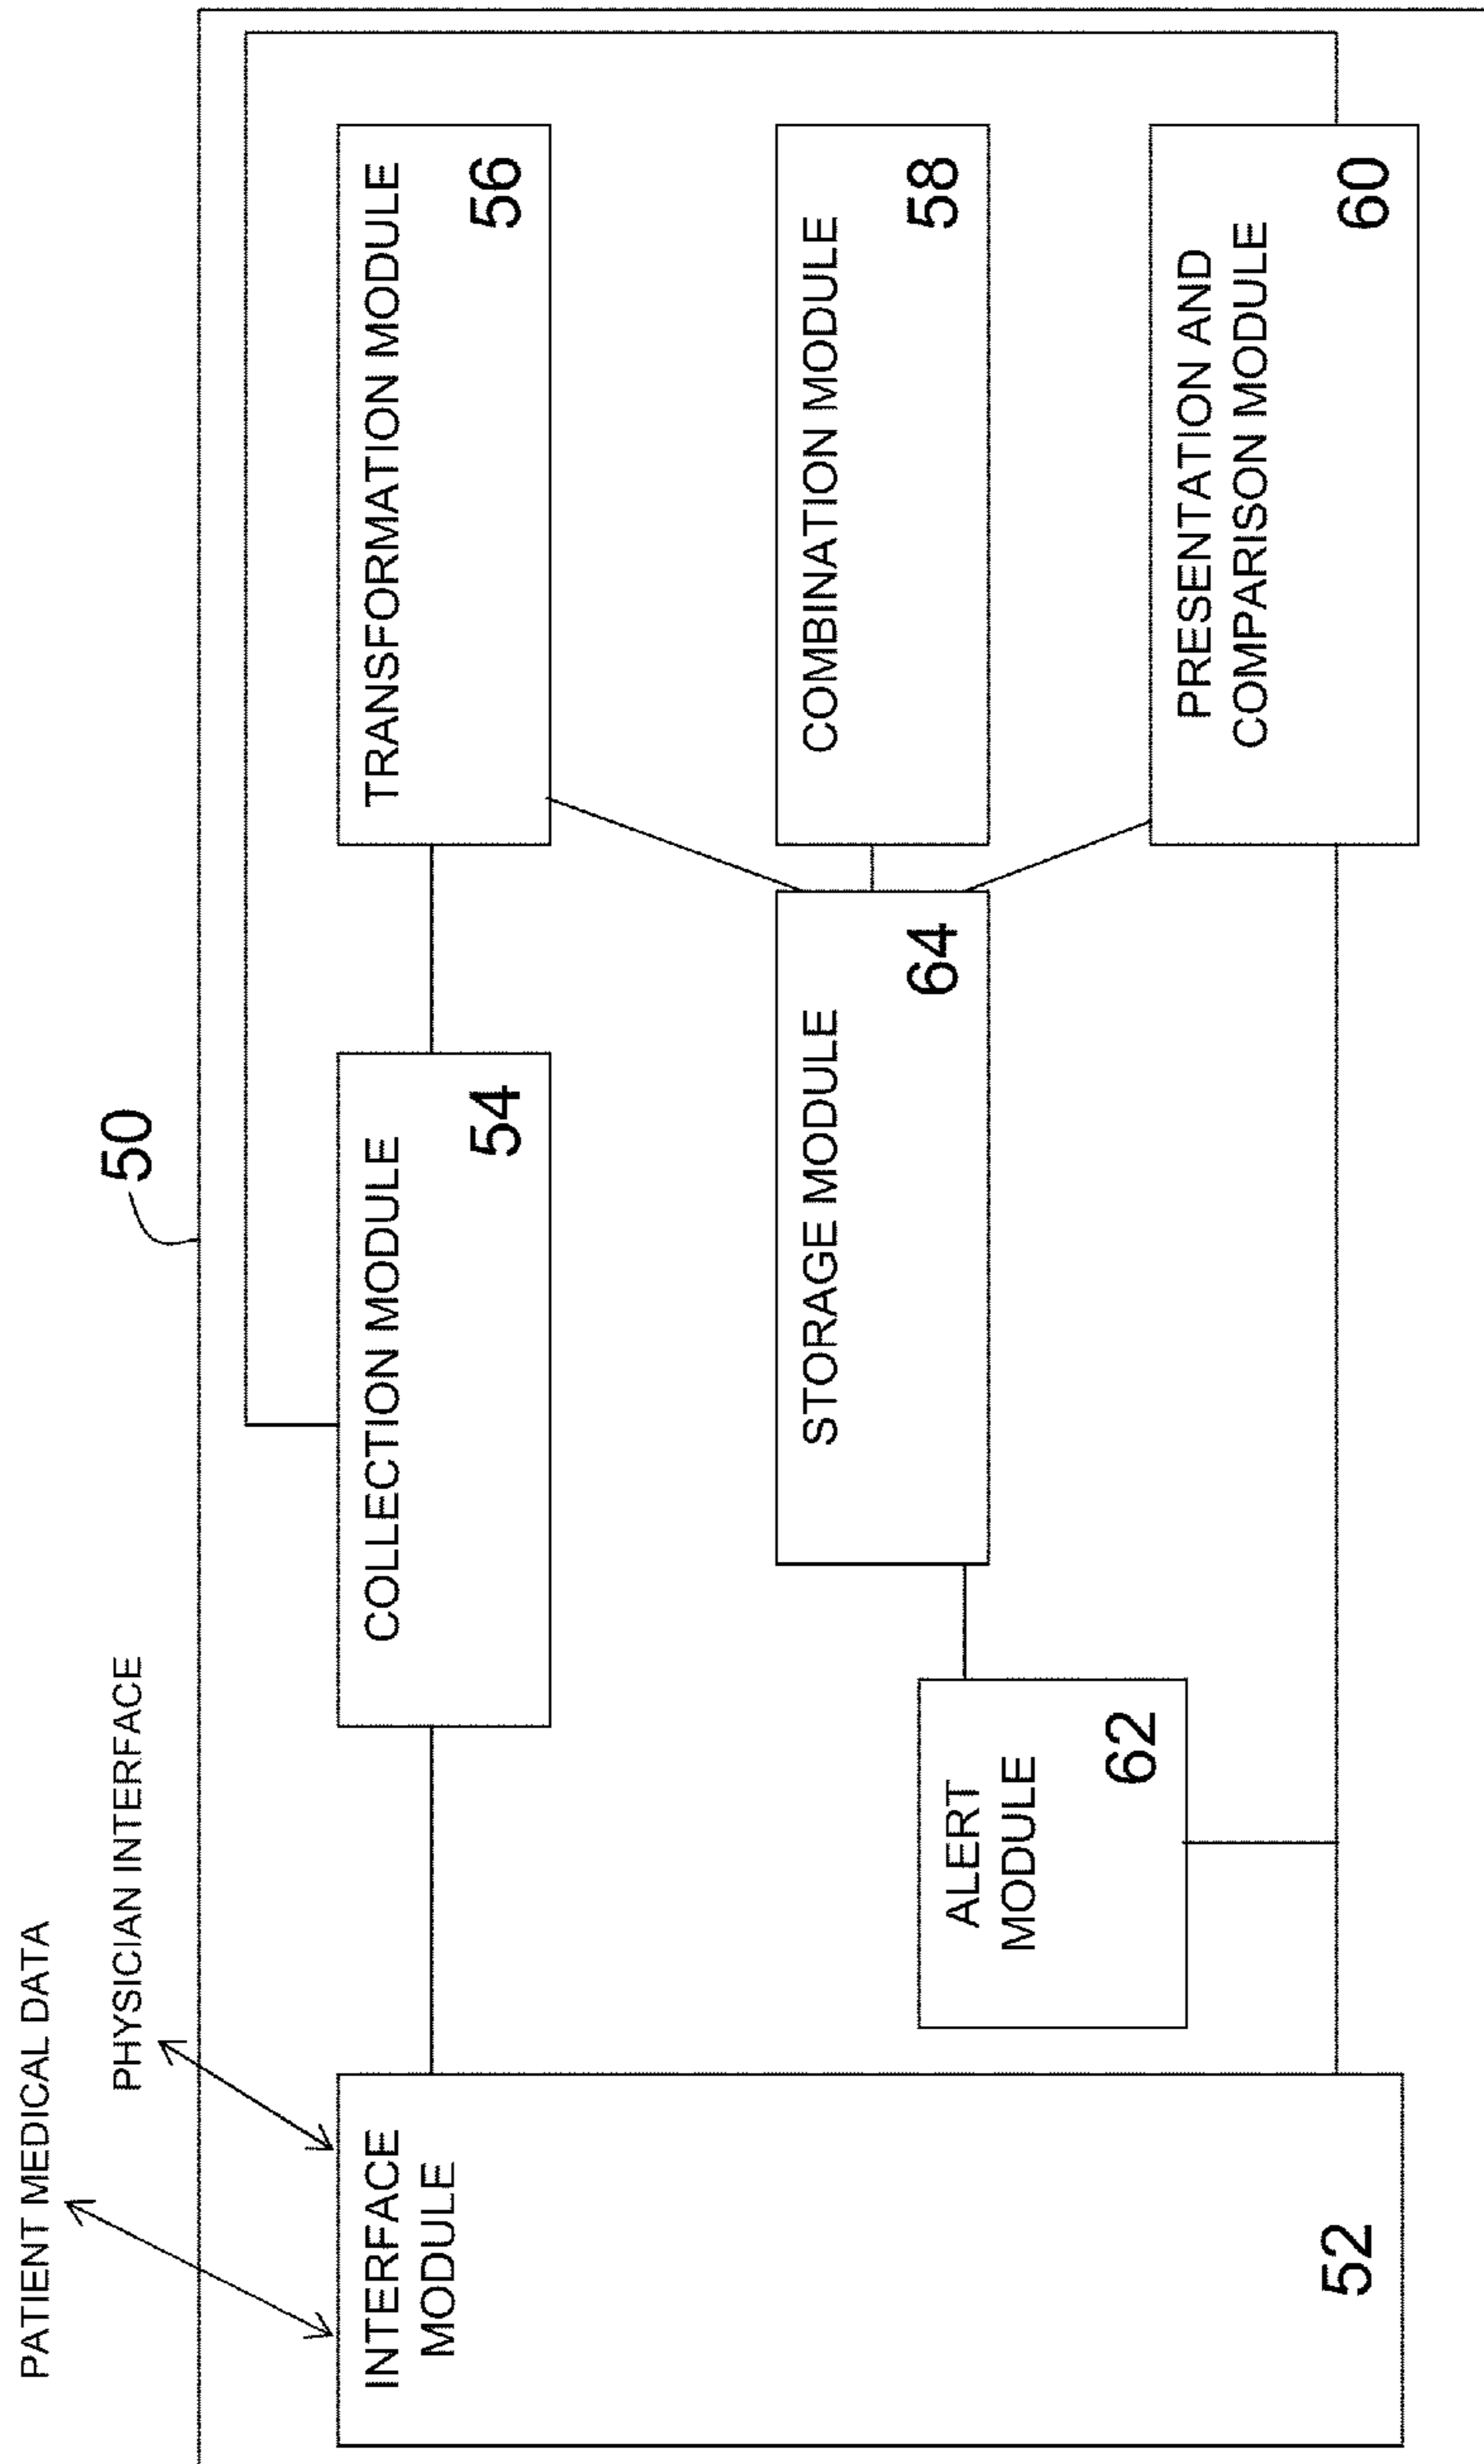 PATIENT MEDICAL DATA
PHYSICIAN INTERFACE
50
INTERFACE
MODULE
52
COLLECTION MODULE
54
TRANSFORMATION MODULE
56
ALERT
MODULE
62
STORAGE MODULE
64
COMBINATION MODULE
58
PRESENTATION AND
COMPARISON MODULE
60